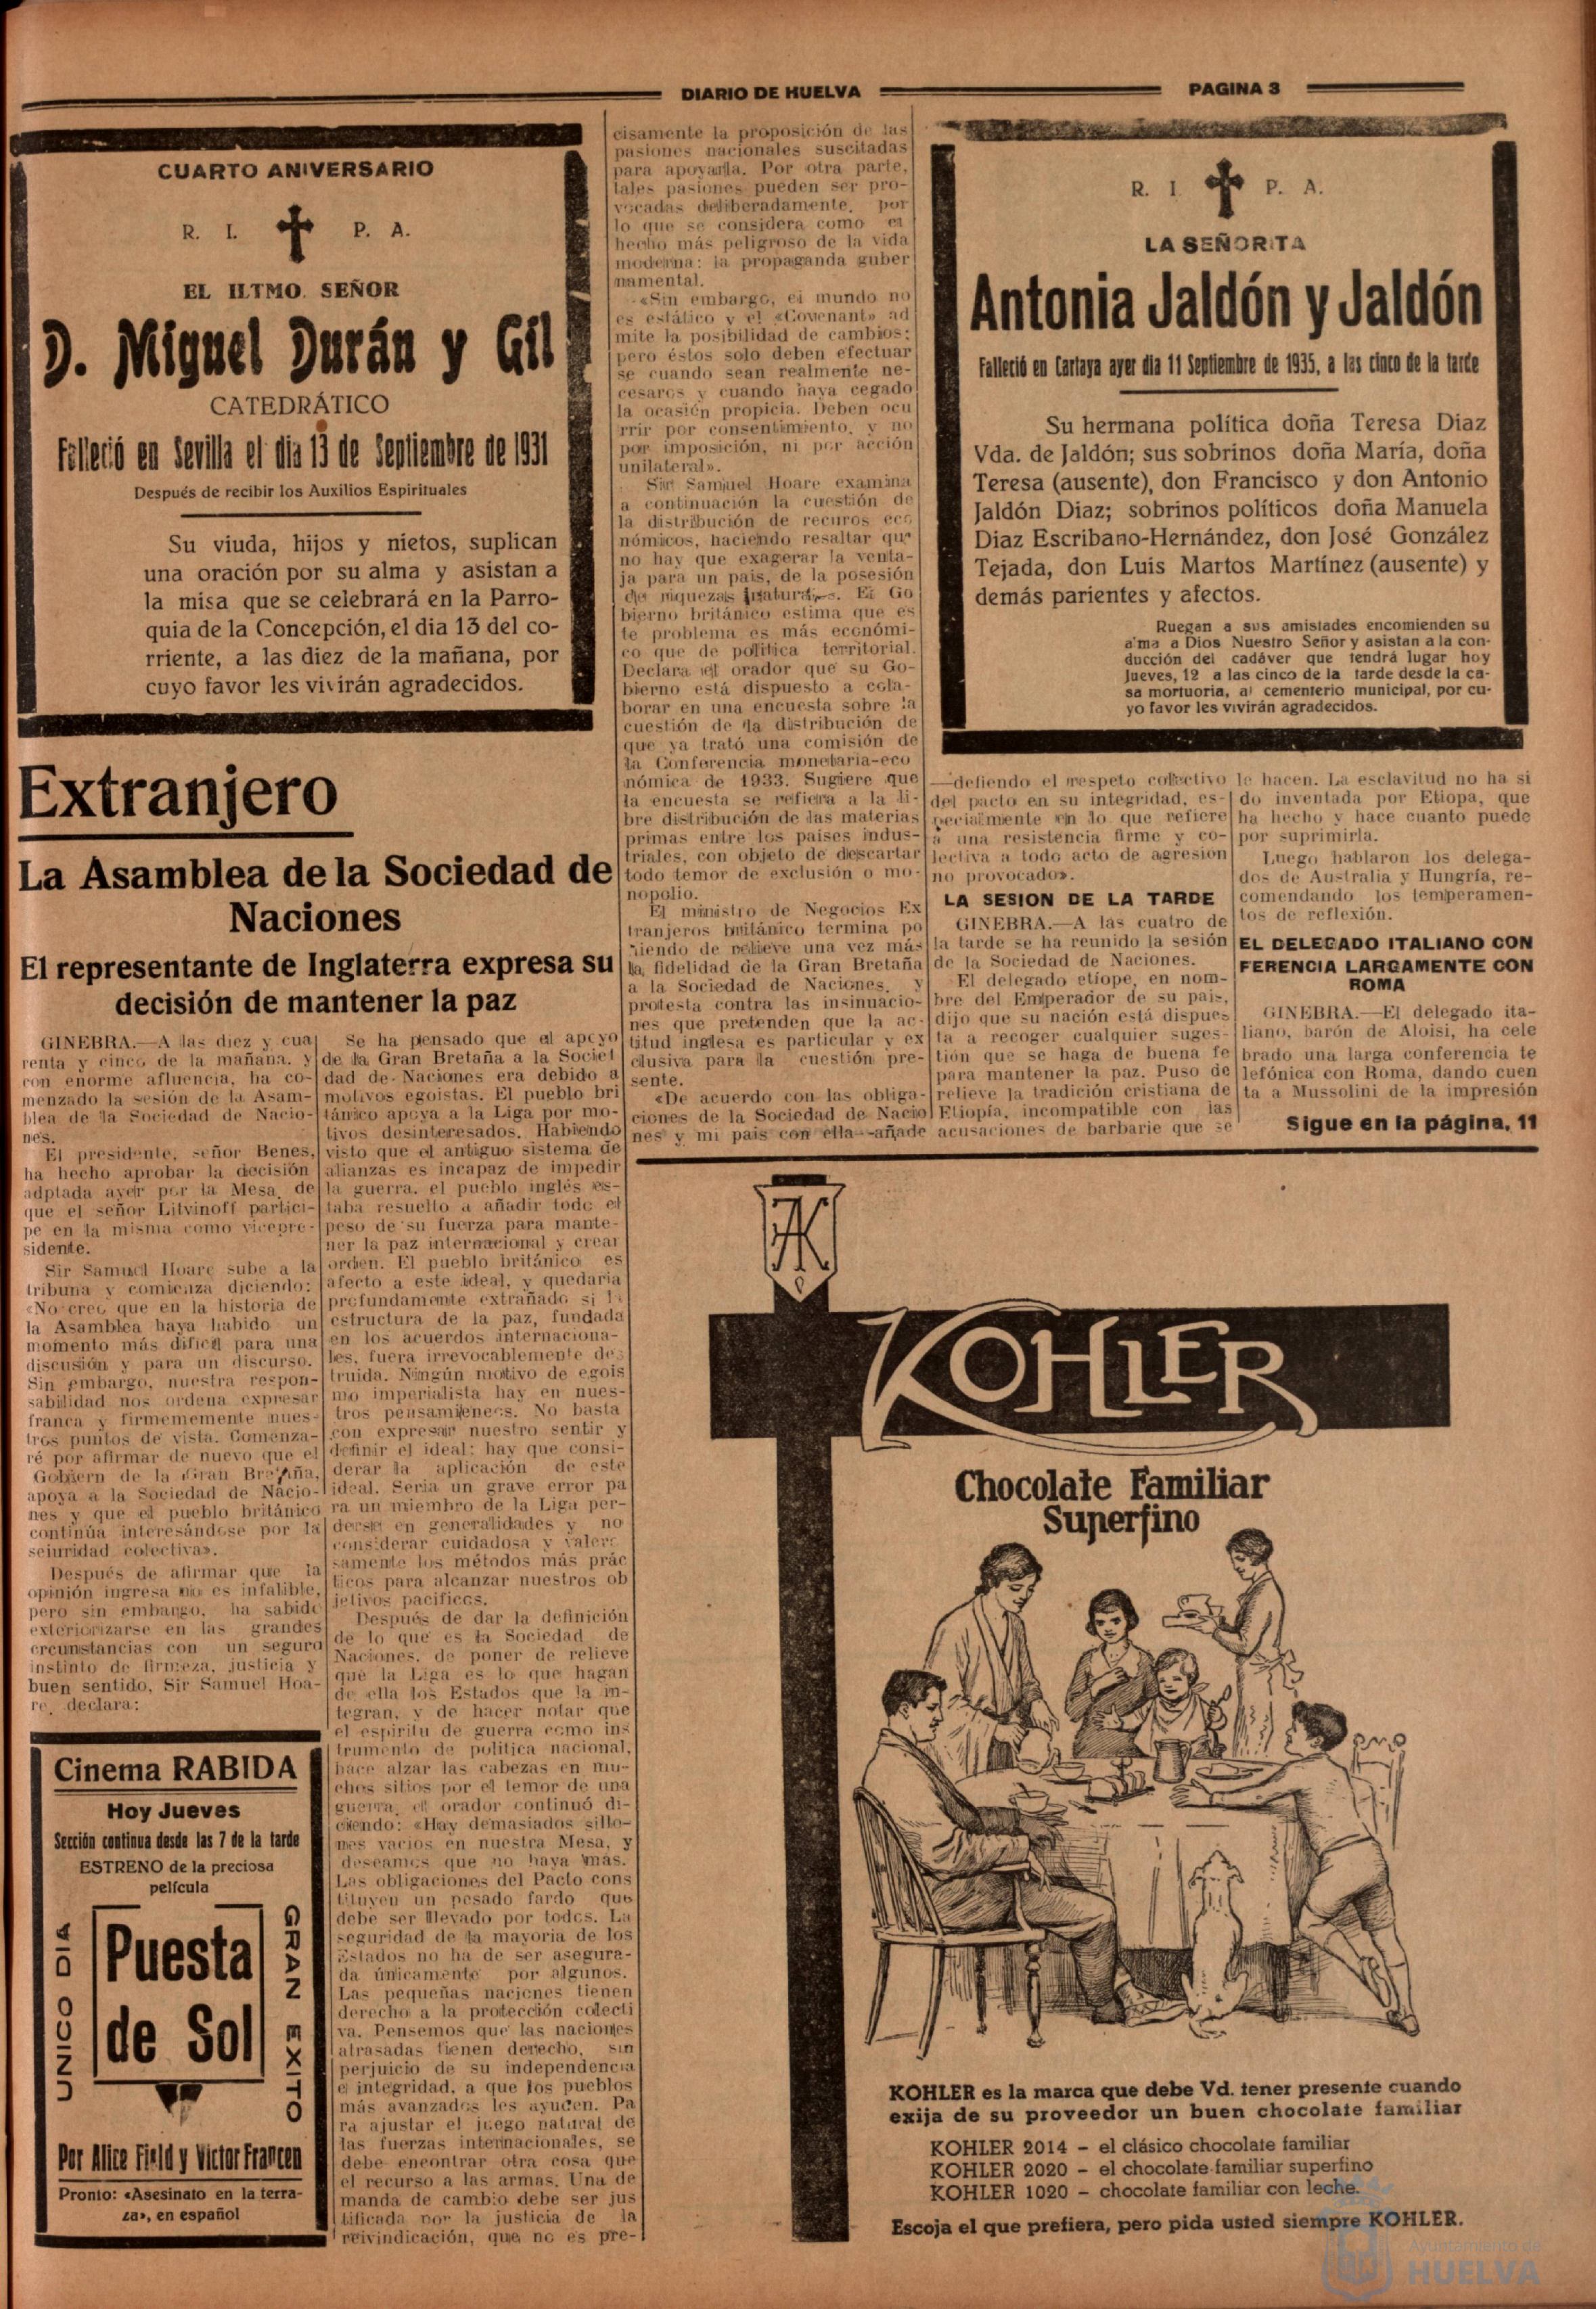 DIARIO DE HUELVA
PAGINA 3
CUARTO ANIVERSARIO
R. I. P. A.
EL ILTMO. SEÑOR
D. Miguel Durán y Gil
CATEDRÁTICO
Falleció en Sevilla el dia 13 de Septiembre de 1931
Después de recibir los Auxilios Espirituales
Su viuda, hijos y nietos, suplican
una oración por su alma y asistan a
la misa que se celebrará en la Parro-
quia de la Concepción, el dia 13 del co-
rriente, a las diez de la mañana, por
cuyo favor les vivirán agradecidos.
Extranjero
La Asamblea de la Sociedad de
Naciones
El representante de Inglaterra expresa su
decisión de mantener la paz
GINEBRA.—A las diez y cua
renta y cinco de la mañana, y
con enorme afluencia, ha co-
menzado la sesión de la Asam-
blea de la Sociedad de Nacio-
nes.
El presidente, señor Benes,
ha hecho aprobar la decisión
adptada ayer por la Mesa, de
que el señor Litvinoff partici-
pe en la misma como vicepre-
sidente.
Sir Samuel Hoare sube a la
tribuna y comienza diciendo:
«No creo que en la historia de
la Asamblea haya habido un
momento más difícil para una
discusión y para un discurso.
Sin embargo, nuestra respon-
sabilidad nos ordena expresar
franca y firmememente nues-
tros puntos de vista. Comenza-
ré por afirmar de nuevo que el
Gobiern de la Gran Bretaña,
apoya a la Sociedad de Nacio-
nes y que el pueblo británico
continúa interesándose por la
seiuridad colectiva».
Después de afirmar que la
opinión ingresa no es infalible,
pero sin embargo, ha sabido
exteriorizarse en las grandes
crcunstancias con un seguro
instinto de firmeza, justicia y
buen sentido, Sir Samuel Hoa-
re, declara:
Cinema RABIDA
Hoy Jueves
Sección continua desde las 7 de la tarde
ESTRENO de la preciosa
película
UNICO DIA
Puesta
de Sol
GRAN EXITO
Por Alice Field y Victor Francen
Pronto: «Asesinato en la terra-
za», en español
Se ha pensado que el apoyo
de la Gran Bretaña a la Societ
dad de Naciones era debido a
motivos egoistas. El pueblo bri
tánico apoya a la Liga por mo-
tivos desinteresados. Habiendo
visto que el antiguo sistema de
alianzas es incapaz de impedir
la guerra, el pueblo inglés es-
taba resuelto a añadir todo el
peso de su fuerza para mante-
ner la paz internacional y crear
orden. El pueblo británico es
afecto a este ideal, y quedaria
profundamente extrañado si la
estructura de la paz, fundada
en los acuerdos internaciona-
les, fuera irrevocablemente des
truida. Ningún motivo de egois
mo imperialista hay en nues-
tros pensamienecs. No basta
con expresar nuestro sentir y
definir el ideal: hay que consi-
derar la aplicación de este
ideal. Seria un grave error pa
ra un miembro de la Liga per-
derse en generalidades y no
considerar cuidadosa y valero
samente los métodos más prác
ticos para alcanzar nuestros ob
jetivos pacificos.
Después de dar la definición
de lo que es la Sociedad de
Naciones, de poner de relieve
que la Liga es lo que hagan
de ella los Estados que la in-
tegran, y de hacer notar que
el espiritu de guerra como ins
trumento de politica nacional,
hace alzar las cabezas en mu-
chos sitios por el temor de una
guerra, el orador continuó di-
ciendo: «Hay demasiados sillo-
nes vacios en nuestra Mesa, y
deseamos que no haya mas.
Las obligaciones del Pacto cons
tituyen un pesado fardo que
debe ser llevado por todos. La
seguridad de la mayoria de los
Estados no ha de ser asegura-
da únicamente por algunos.
Las pequeñas naciones tienen
derecho a la protección colecti
va. Pensemos que las naciones
atrasadas tienen derecho, sin
perjuicio de su independencia
e integridad, a que los pueblos
más avanzados les ayuden. Pa
ra ajustar el juego natural de
las fuerzas internacionales, se
debe encontrar otra cosa que
el recurso a las armas. Una de
manda de cambio debe ser jus
tificada por la justicia de la
reivindicación, que no es pre-
cisamente la proposición de las
pasiones nacionales suscitadas
para apoyarla. Por otra parte,
tales pasiones pueden ser pro-
vocadas deliberadamente, por
lo que se considera como el
hecho más peligroso de la vida
moderna: la propaganda guber
namental.
«Sin embargo, el mundo no
es estático y el «Covenant» ad
mite la posibilidad de cambios;
pero éstos solo deben efectuar
se cuando sean realmente ne-
cesaros y cuando haya cegado
la ocasión propicia. Deben ocu
rrir por consentimiento, y no
por imposición, ni por acción
unilateral».
Sir Samuel Hoare examina
a continuación la cuestión de
la distribución de recuros eco
nómicos, haciendo resaltar que
no hay que exagerar la venta-
ja para un pais, de la posesión
de riquezas naturales. El Go
bierno británico estima que es
te problema es más económi-
co que de politica territorial.
Declara el orador que su Go-
bierno está dispuesto a cola-
borar en una encuesta sobre la
cuestión de la distribución de
que ya trató una comisión de
la Conferencia monetaria-eco
nómica de 1933. Sugiere que
la encuesta se refiera a la li-
bre distribución de las materias
primas entre los paises indus-
triales, con objeto de descartar
todo temor de exclusión o mo-
nopolio.
El ministro de Negocios Ex
tranjeros británico termina po
niendo de relieve una vez más
la fidelidad de la Gran Bretaña
a la Sociedad de Naciones, y
protesta contra las insinuacio-
nes que pretenden que la ac-
titud inglesa es particular y ex
clusiva para la cuestión pre-
sente.
«De acuerdo con las obliga-
ciones de la Sociedad de Nacio
nes y mi pais con ella—añade
R. I. P. A.
LA SEÑORITA
Antonia Jaldón y Jaldón
Falleció en Cartaya ayer dia 11 Septiembre de 1935, a las cinco de la tarde
Su hermana política doña Teresa Diaz
Vda. de Jaldón; sus sobrinos doña María, doña
Teresa (ausente), don Francisco y don Antonio
Jaldón Diaz; sobrinos políticos doña Manuela
Diaz Escribano-Hernández, don José González
Tejada, don Luis Martos Martínez (ausente) y
demás parientes y afectos.
Ruegan a sus amistades encomienden su
alma a Dios Nuestro Señor y asistan a la con-
ducción del cadáver que tendrá lugar hoy
Jueves, 12 a las cinco de la tarde desde la ca-
sa mortuoria, al cementerio municipal, por cu-
yo favor les vivirán agradecidos.
—defiendo el respeto colectivo
del pacto en su integridad, es-
pecialmente en lo que refiere
a una resistencia firme y co-
lectiva a todo acto de agresión
no provocado».
LA SESION DE LA TARDE
GINEBRA.—A las cuatro de
la tarde se ha reunido la sesión
de la Sociedad de Naciones.
El delegado etiope, en nom-
bre del Emperador de su pais,
dijo que su nación está dispues
ta a recoger cualquier suges-
tión que se haga de buena fe
para mantener la paz. Puso de
relieve la tradición cristiana de
Etiopía, incompatible con las
acusaciones de barbarie que se
le hacen. La esclavitud no ha si
do inventada por Etiopa, que
ha hecho y hace cuanto puede
por suprimirla.
Luego hablaron los delega-
dos de Australia y Hungría, re-
comendando los temperamen-
tos de reflexión.
EL DELEGADO ITALIANO CON
FERENCIA LARGAMENTE CON
ROMA
GINEBRA.—El delegado ita-
liano, barón de Aloisi, ha cele
brado una larga conferencia te
lefónica con Roma, dando cuen
ta a Mussolini de la impresión
Sigue en la página, 11
KOHLER
Chocolate Familiar
Superfino
KOHLER es la marca que debe Vd. tener presente cuando
exija de su proveedor un buen chocolate familiar
KOHLER 2014 - el clásico chocolate familiar
KOHLER 2020 - el chocolate familiar superfino
KOHLER 1020 - chocolate familiar con leche.
Escoja el que prefiera, pero pida usted siempre KOHLER.
Ayuntamiento de
HUELVA